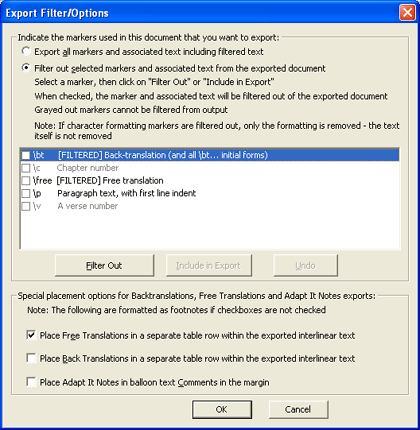 Export Filter/Options
Indicate the markers used in this document that you want to export:
Export all markers and associated text including filtered text
Filter out selected markers and associated text from the exported document
Select a marker, then click on "Filter Out" or "Include in Export"
When checked, the marker and associated text will be filtered out of the exported document
Grayed out markers cannot be filtered from output
Note: If character formatting markers are filtered out, only the formatting is removed - the text
itself is not removed
\bt [FILTERED] Back-translation (and all \bt... initial forms)
\c Chapter number
\free [FILTERED] Free translation
\p Paragraph text, with first line indent
\v A verse number
Filter Out Include in Export Undo
Special placement options for Backtranslations, Free Translations and Adapt It Notes exports:
Note: The following are formatted as footnotes if checkboxes are not checked
Place Free Translations in a separate table row within the exported interlinear text
Place Back Translations in a separate table row within the exported interlinear text
Place Adapt It Notes in balloon text Comments in the margin
OK Cancel